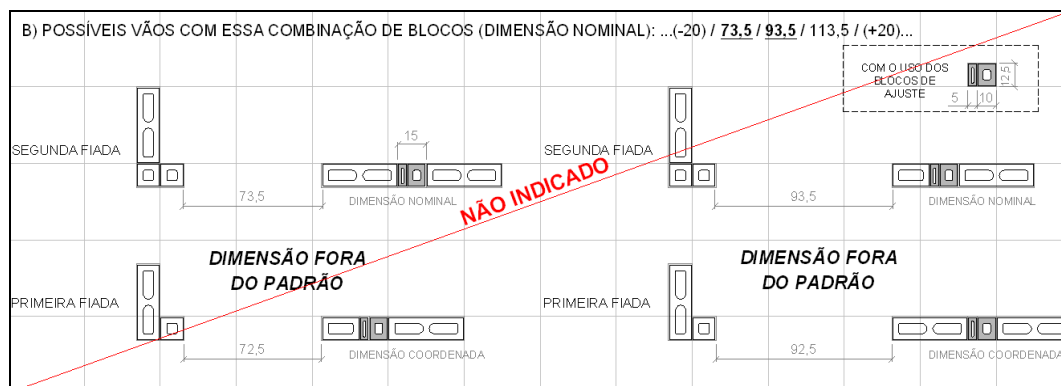 B) POSSÍVEIS VÃOS COM ESSA COMBINAÇÃO DE BLOCOS (DIMENSÃO NOMINAL): ...(-20) / 73,5 / 93,5 / 113,5 / (+20)...
COM O USO DOS
BLOCOS DE
AJUSTE
12,5
5
10
SEGUNDA FIADA
15
73,5
DIMENSÃO NOMINAL
SEGUNDA FIADA
93,5
DIMENSÃO NOMINAL
NÃO INDICADO
DIMENSÃO FORA
DO PADRÃO
DIMENSÃO FORA
DO PADRÃO
PRIMEIRA FIADA
72,5
DIMENSÃO COORDENADA
PRIMEIRA FIADA
92,5
DIMENSÃO COORDENADA